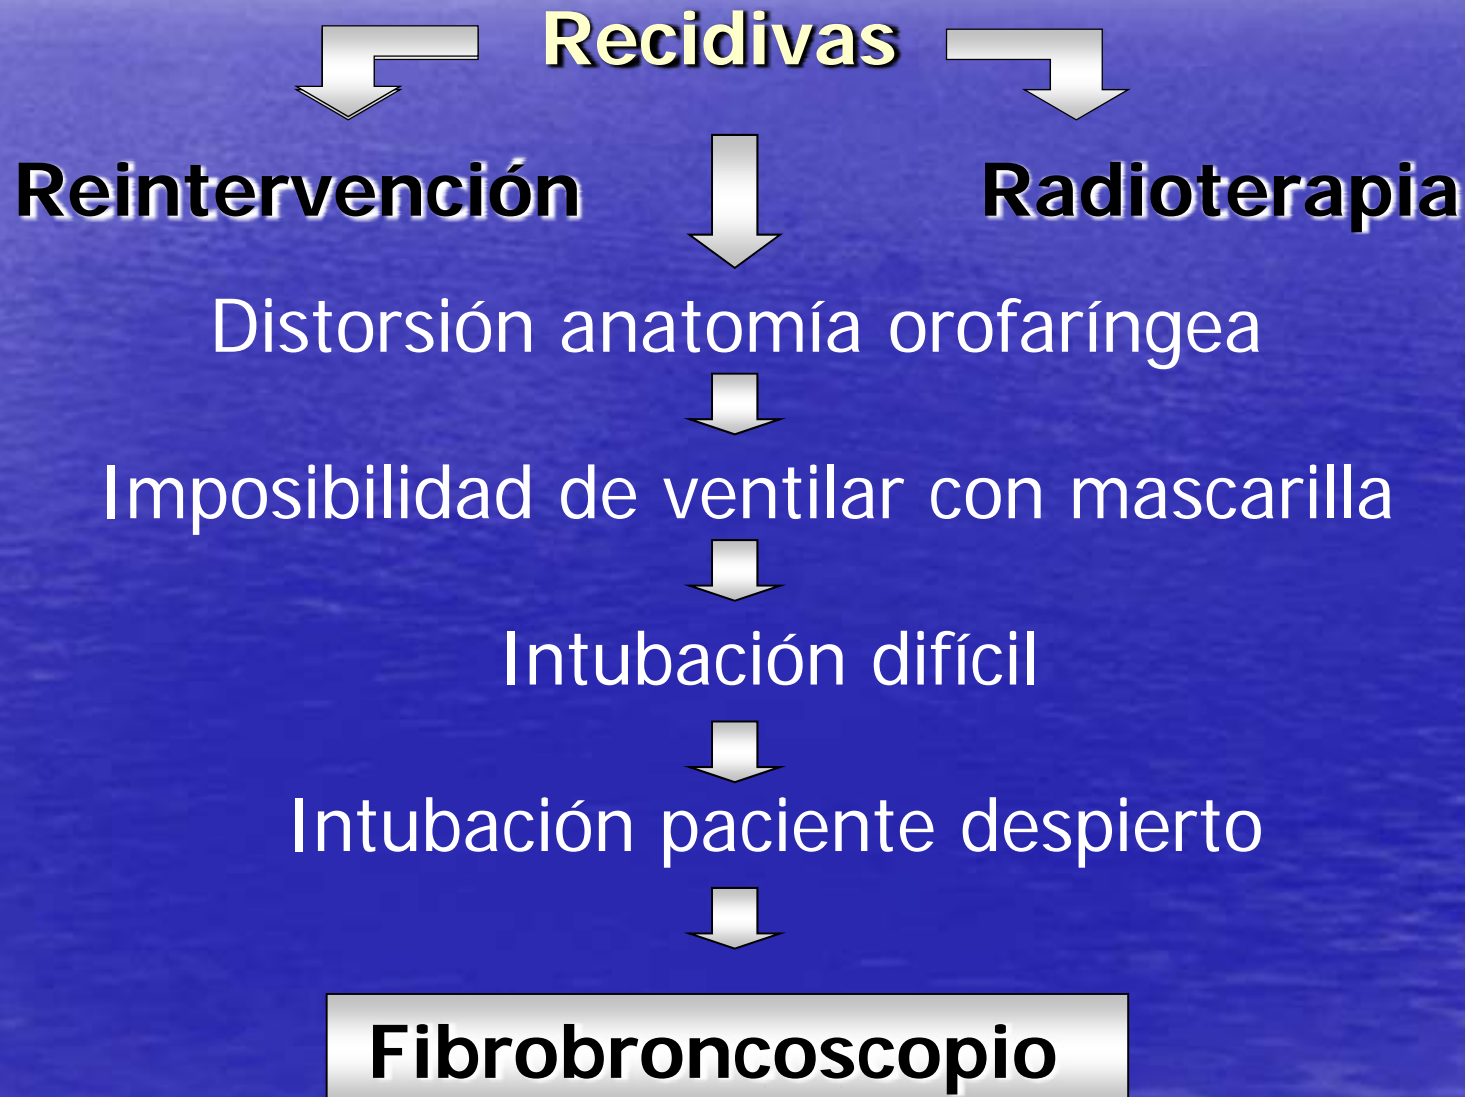 Recidivas
Reintervención
Radioterapia
Distorsión anatomía orofaríngea
Imposibilidad de ventilar con mascarilla
Intubación difícil
Intubación paciente despierto
Fibrobroncoscopio